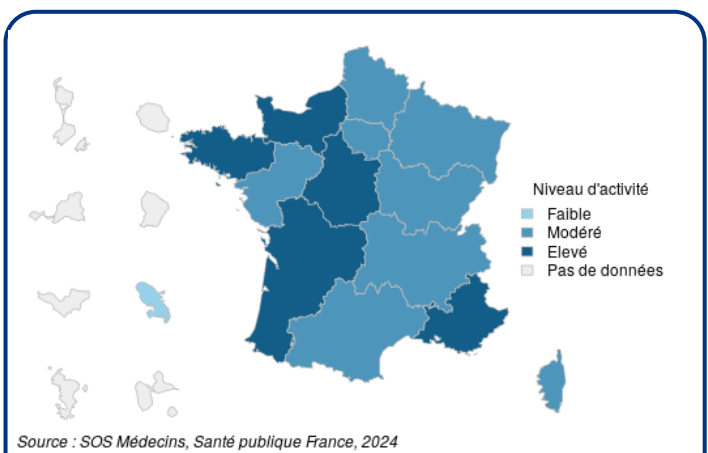 Niveau d'activité
Faible
Modéré
Elevé
Pas de données
Source : SOS Médecins, Santé publique France, 2024